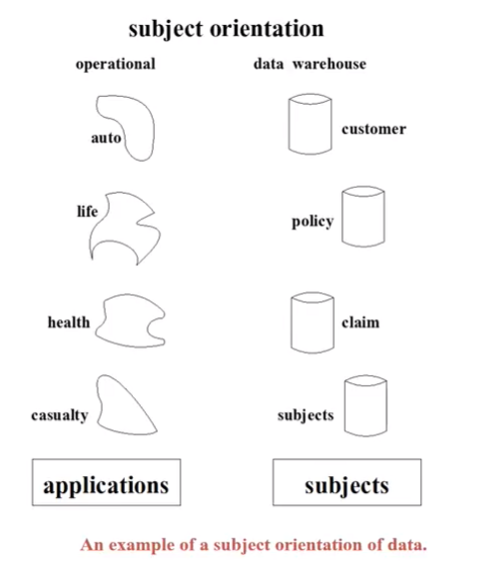 subject orientation
operational data warehouse
auto customer
life policy
health claim
casualty subjects
applications subjects
An example of a subject orientation of data.